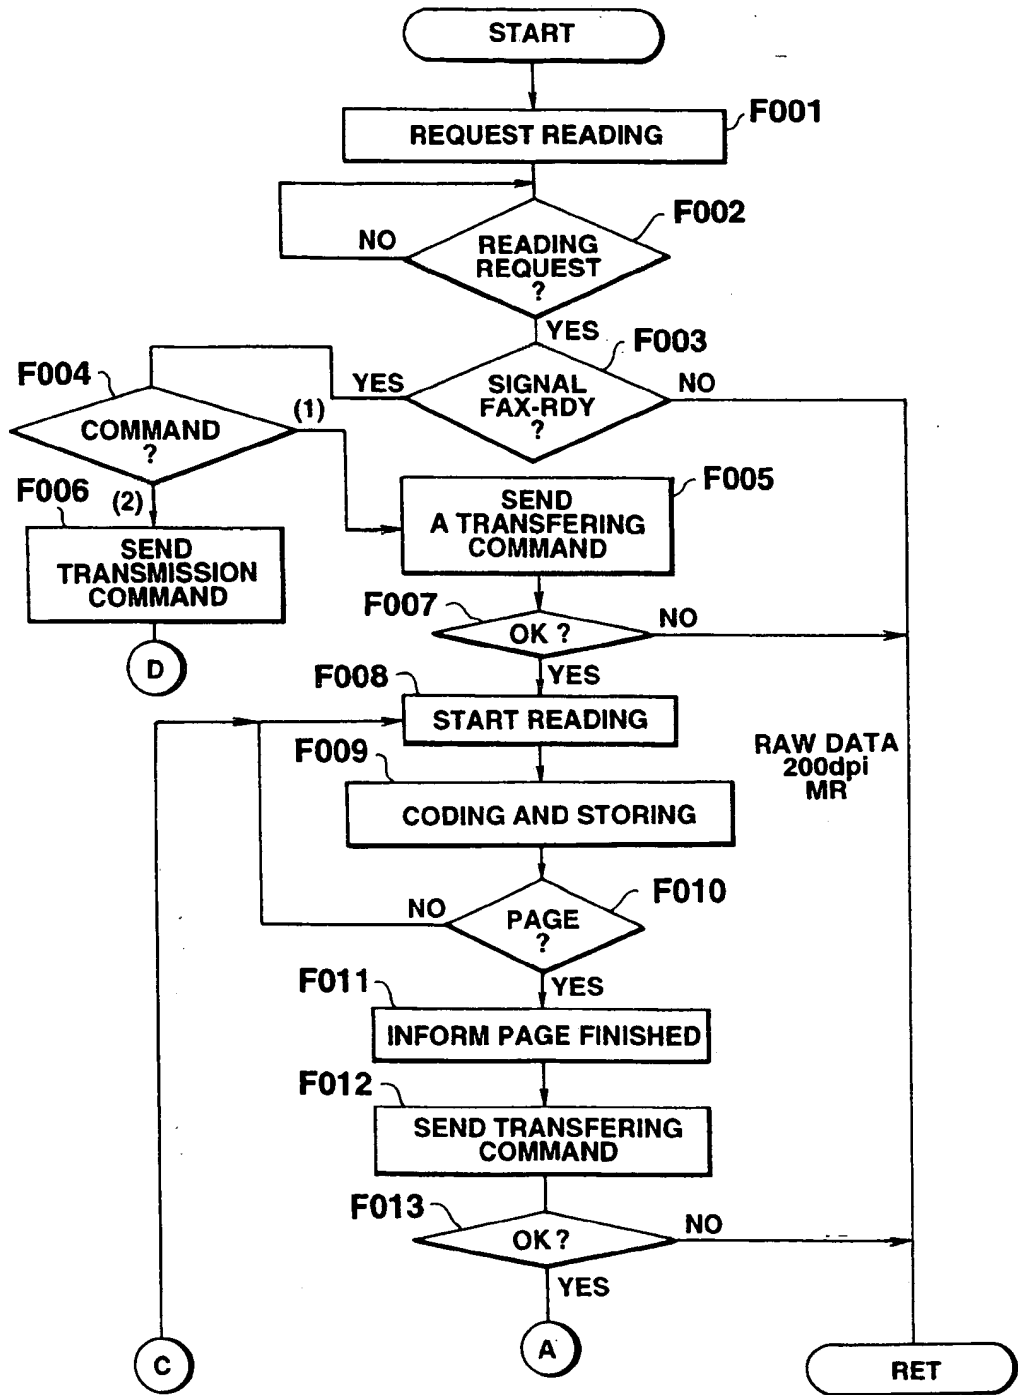 START
F001
REQUEST READING
F002
NO
READING
REQUEST
?
YES
F003
F004
YES
SIGNAL
FAX-RDY
?
NO
(1)
COMMAND
?
F006
(2)
F005
SEND
A TRANSFERING
COMMAND
SEND
TRANSMISSION
COMMAND
F007
OK ?
NO
D
YES
F008
START READING
RAW DATA
200dpi
MR
F009
CODING AND STORING
F010
NO
PAGE
?
YES
F011
INFORM PAGE FINISHED
F012
SEND TRANSFERING
COMMAND
F013
OK ?
NO
YES
C
A
RET